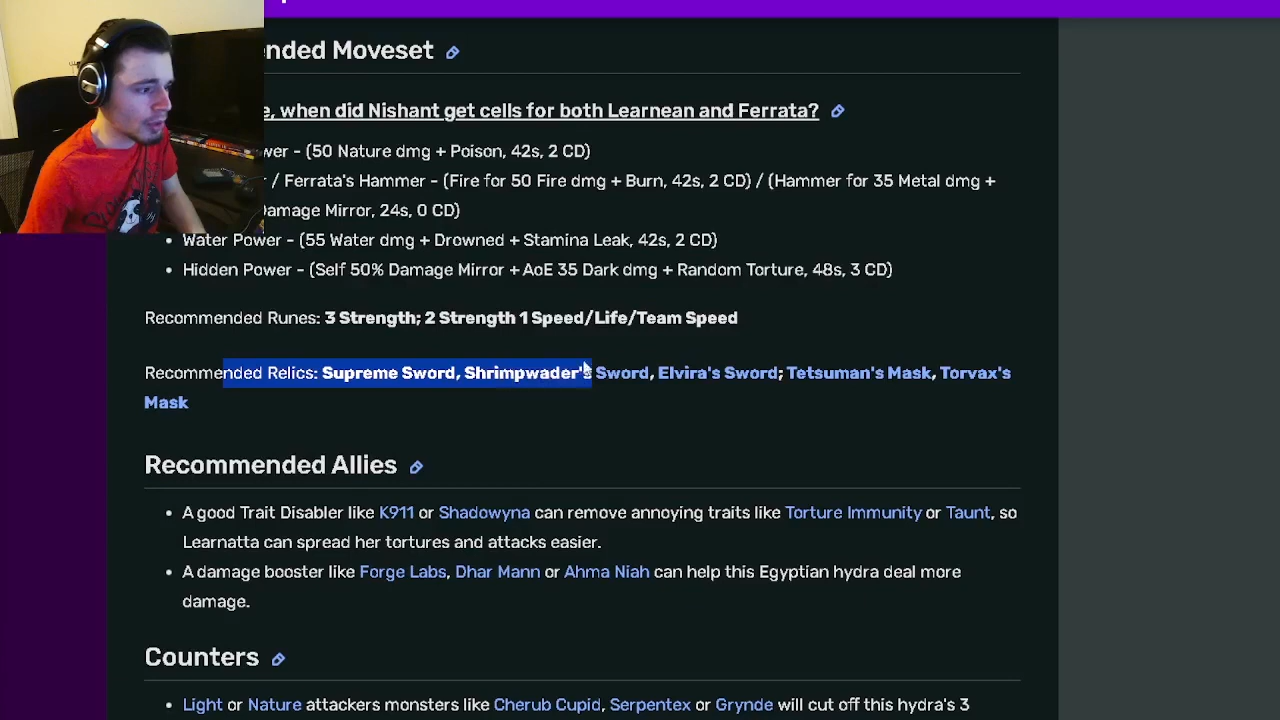 nded Moveset
e, when did Nishant get cells for both Learnean and Ferrata?
wer - (50 Nature dmg + Poison, 42s, 2 CD)
/ Ferrata's Hammer - (Fire for 50 Fire dmg + Burn, 42s, 2 CD) / (Hammer for 35 Metal dmg +
Damage Mirror, 24s, 0 CD)
• Water Power - (55 Water dmg + Drowned + Stamina Leak, 42s, 2 CD)
• Hidden Power - (Self 50% Damage Mirror + AoE 35 Dark dmg + Random Torture, 48s, 3 CD)
Recommended Runes: 3 Strength; 2 Strength 1 Speed/Life/Team Speed
Recommended Relics: Supreme Sword, Shrimpwader's Sword, Elvira's Sword; Tetsuman's Mask, Torvax's
Mask
Recommended Allies
• A good Trait Disabler like K911 or Shadowyna can remove annoying traits like Torture Immunity or Taunt, so
Learnatta can spread her tortures and attacks easier.
• A damage booster like Forge Labs, Dhar Mann or Ahma Niah can help this Egyptian hydra deal more
damage.
Counters
• Light or Nature attackers monsters like Cherub Cupid, Serpentex or Grynde will cut off this hydra's 3